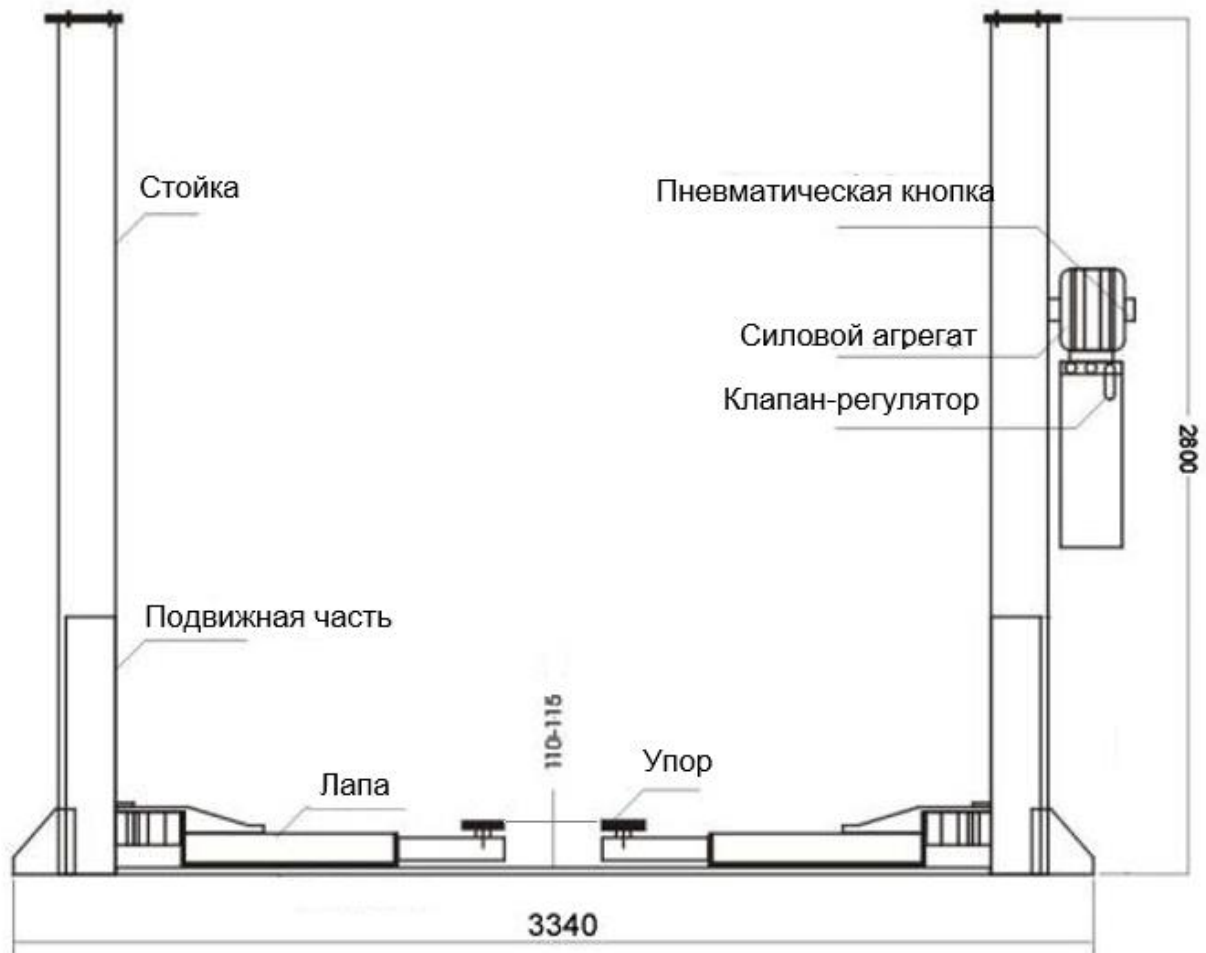 Стойка
Пневматическая кнопка
Силовой агрегат
Клапан-регулятор
2800
Подвижная часть
110-115
Упор
Лапа
3340